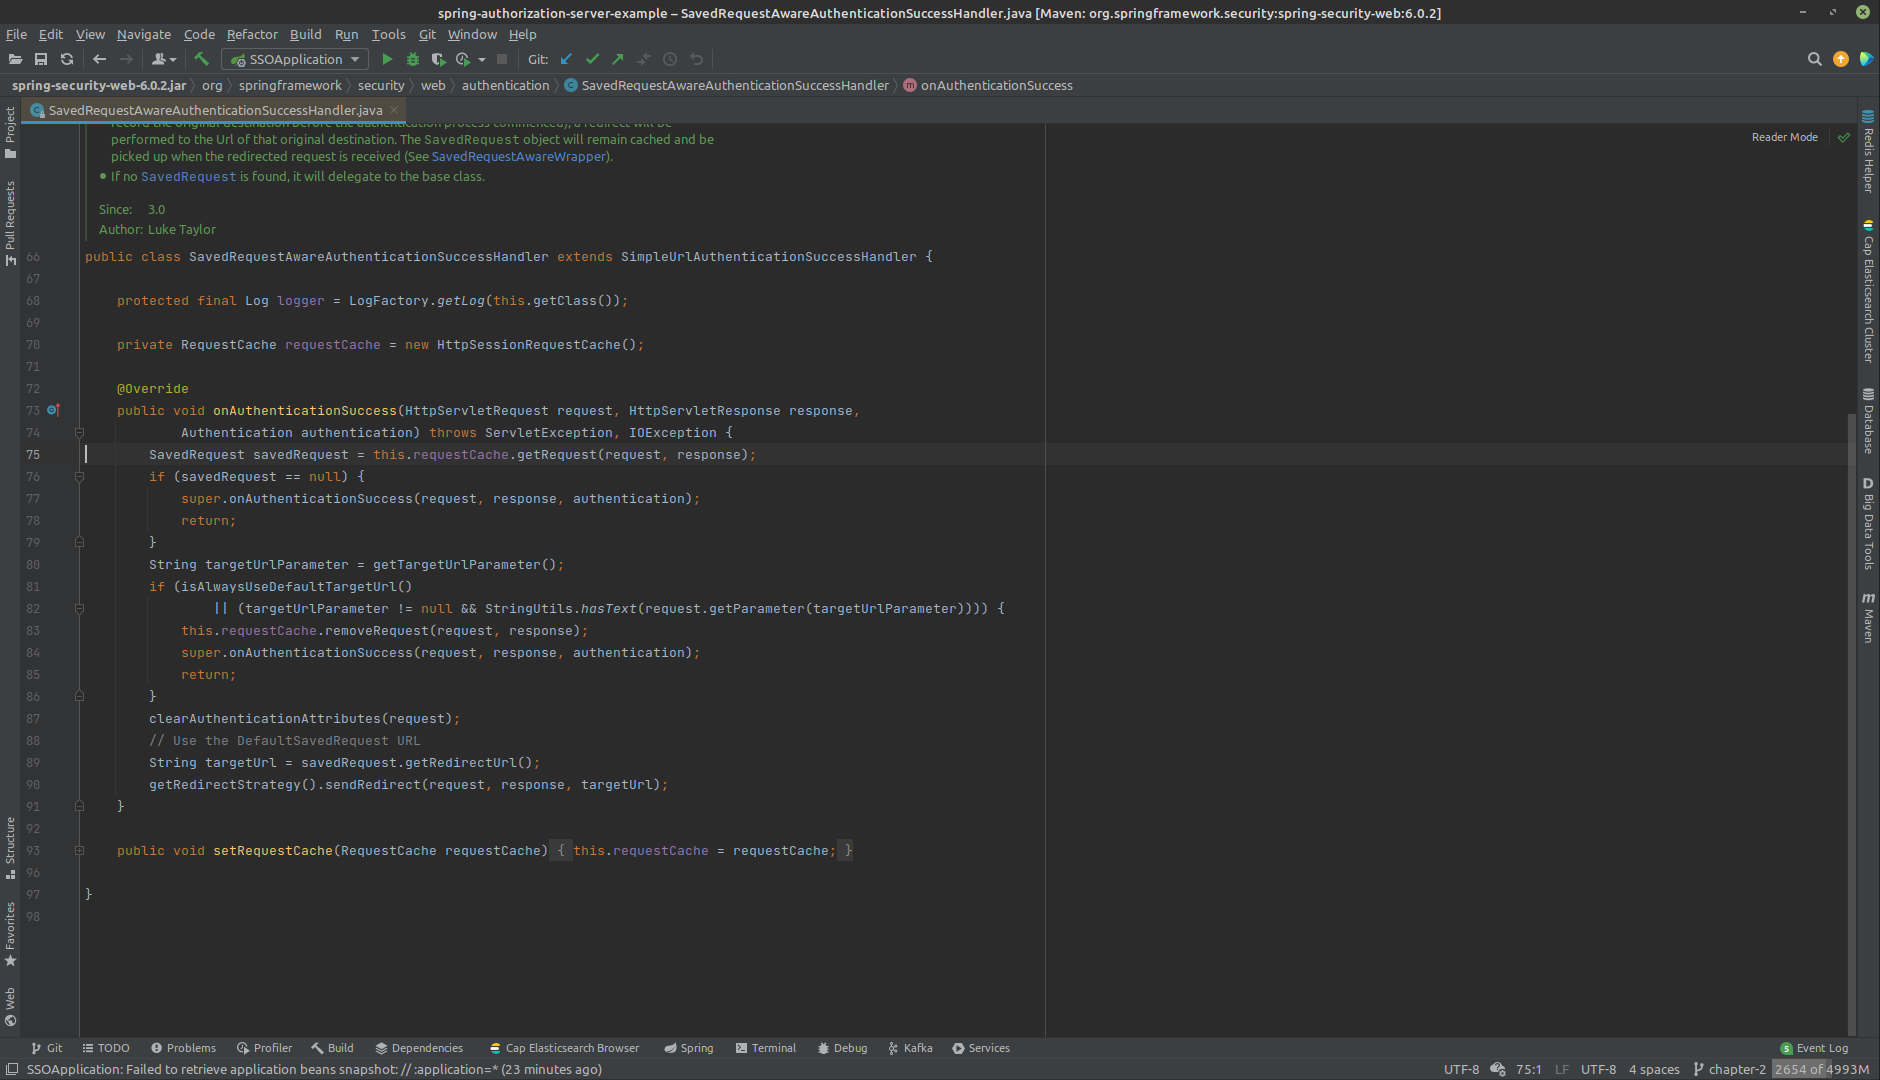 spring-authorization-server-example – SavedRequestAwareAuthenticationSuccessHandler.java [Maven: org.springframework.security:spring-security-web:6.0.2]
File Edit View Navigate Code Refactor Build Run Tools Git Window Help
SSOApplication Git:
spring-security-web-6.0.2.jar org springframework security web authentication SavedRequestAwareAuthenticationSuccessHandler onAuthenticationSuccess
SavedRequestAwareAuthenticationSuccessHandler.java
Reader Mode
record the original destination before the authentication process commenced), a redirect will be
performed to the Url of that original destination. The SavedRequest object will remain cached and be
picked up when the redirected request is received (See SavedRequestAwareWrapper).
• If no SavedRequest is found, it will delegate to the base class.
Since: 3.0
Author: Luke Taylor
66 public class SavedRequestAwareAuthenticationSuccessHandler extends SimpleUrlAuthenticationSuccessHandler {
67
68 protected final Log logger = LogFactory.getLog(this.getClass());
69
70 private RequestCache requestCache = new HttpSessionRequestCache();
71
72 @Override
73 public void onAuthenticationSuccess(HttpServletRequest request, HttpServletResponse response,
74 Authentication authentication) throws ServletException, IOException {
75 SavedRequest savedRequest = this.requestCache.getRequest(request, response);
76 if (savedRequest == null) {
77 super.onAuthenticationSuccess(request, response, authentication);
78 return;
79 }
80 String targetUrlParameter = getTargetUrlParameter();
81 if (isAlwaysUseDefaultTargetUrl()
82 || (targetUrlParameter != null && StringUtils.hasText(request.getParameter(targetUrlParameter)))) {
83 this.requestCache.removeRequest(request, response);
84 super.onAuthenticationSuccess(request, response, authentication);
85 return;
86 }
87 clearAuthenticationAttributes(request);
88 // Use the DefaultSavedRequest URL
89 String targetUrl = savedRequest.getRedirectUrl();
90 getRedirectStrategy().sendRedirect(request, response, targetUrl);
91 }
92
93 public void setRequestCache(RequestCache requestCache) { this.requestCache = requestCache; }
96
97 }
98
Project
Pull Requests
Structure
Favorites
Web
Redis Helper
Cap Elasticsearch Cluster
Database
D Big Data Tools
m Maven
Git TODO Problems Profiler Build Dependencies Cap Elasticsearch Browser Spring Terminal Debug Kafka Services 5 Event Log
SSOApplication: Failed to retrieve application beans snapshot: // :application=* (23 minutes ago) UTF-8 75:1 LF UTF-8 4 spaces chapter-2 2654 of 4993M